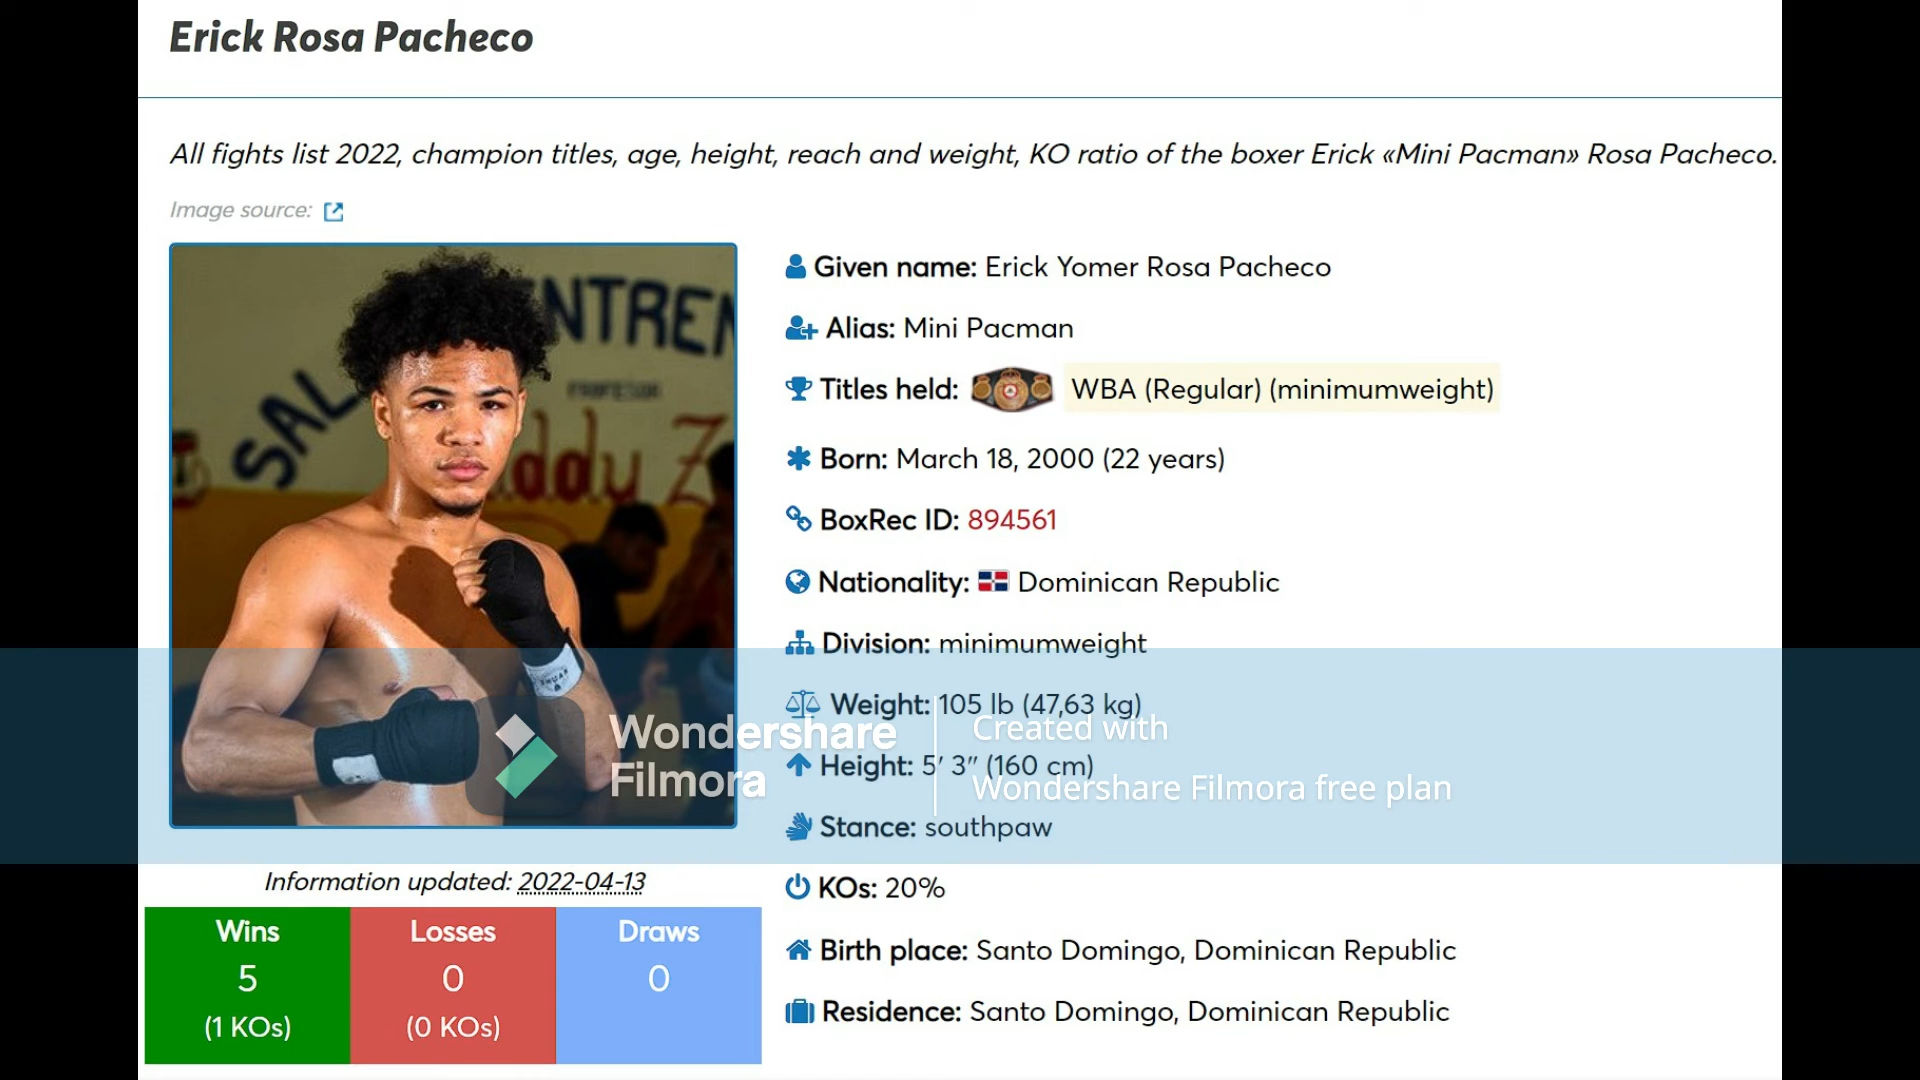 Erick Rosa Pacheco
All fights list 2022, champion titles, age, height, reach and weight, KO ratio of the boxer Erick «Mini Pacman» Rosa Pacheco.
Image source:
SAL ENTREN
PROFESOR
addy Z
Given name: Erick Yomer Rosa Pacheco
Alias: Mini Pacman
Titles held: WBA (Regular) (minimumweight)
Born: March 18, 2000 (22 years)
BoxRec ID: 894561
Nationality: Dominican Republic
Division: minimumweight
Weight: 105 lb (47,63 kg)
Height: 5′ 3″ (160 cm)
Stance: southpaw
KOs: 20%
Birth place: Santo Domingo, Dominican Republic
Residence: Santo Domingo, Dominican Republic
Wondershare
Filmora
Created with
Wondershare Filmora free plan
Information updated: 2022-04-13
Wins Losses Draws
5 0 0
(1 KOs) (0 KOs)